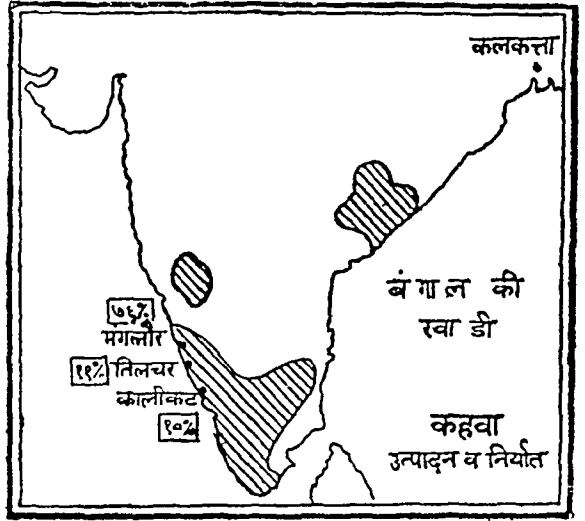 कलकत्ता
बंगाल की
खाडी
७६%
मंगलौर
११% तिलचर
कालीकट
१०%
कहवा
उत्पादन व निर्यात